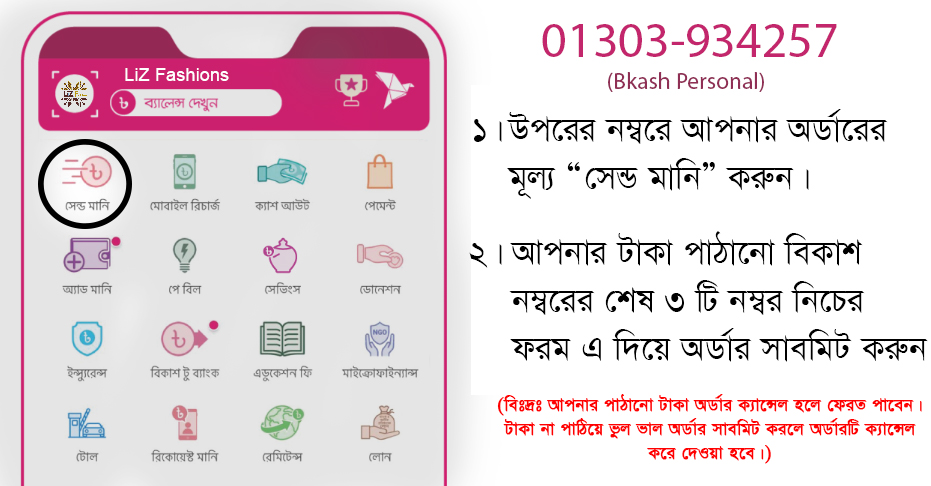 LiZ Fashions
ব্যালেন্স দেখুন
সেন্ড মানি
মোবাইল রিচার্জ
ক্যাশ আউট
পেমেন্ট
অ্যাড মানি
পে বিল
সেভিংস
ডোনেশন
ইন্স্যুরেন্স
বিকাশ টু ব্যাংক
এডুকেশন ফি
NGO
মাইক্রোফাইন্যান্স
টোল
রিকোয়েস্ট মানি
রেমিটেন্স
লোন
01303-934257
(Bkash Personal)
১। উপরের নম্বরে আপনার অর্ডারের
মূল্য “সেন্ড মানি” করুন।
২। আপনার টাকা পাঠানো বিকাশ
নম্বরের শেষ ৩ টি নম্বর নিচের
ফরম এ দিয়ে অর্ডার সাবমিট করুন
(বিঃদ্রঃ আপনার পাঠানো টাকা অর্ডার ক্যান্সেল হলে ফেরত পাবেন।
টাকা না পাঠিয়ে ভুল ভাল অর্ডার সাবমিট করলে অর্ডারটি ক্যান্সেল
করে দেওয়া হবে।)